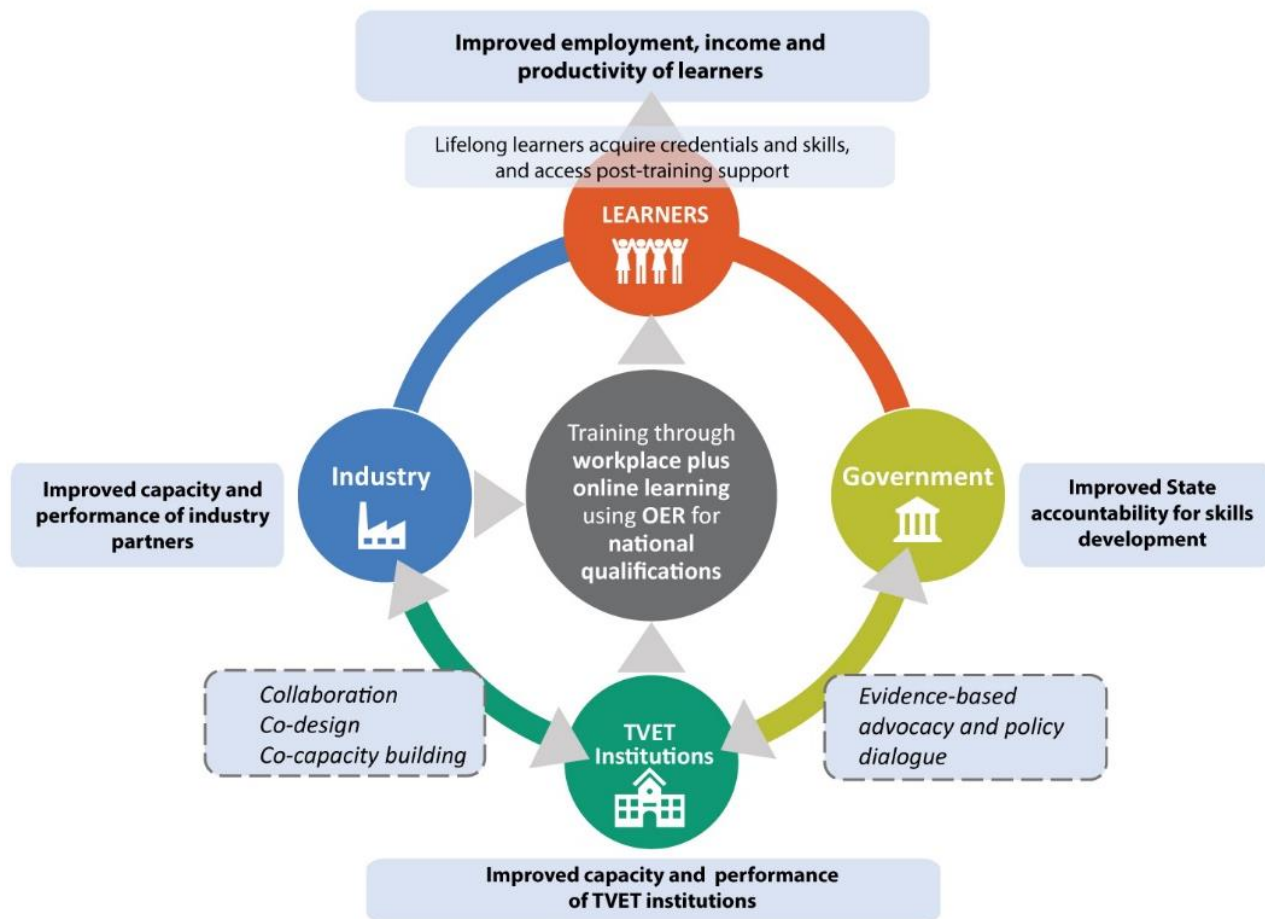 Improved employment, income and
productivity of learners
Lifelong learners acquire credentials and skills,
and access post-training support
LEARNERS
Industry
Improved capacity and
performance of industry
partners
Training through
workplace plus
online learning
using OER for
national
qualifications
Government
Improved State
accountability for skills
development
Collaboration
Co-design
Co-capacity building
Evidence-based
advocacy and policy
dialogue
TVET
Institutions
Improved capacity and performance
of TVET institutions